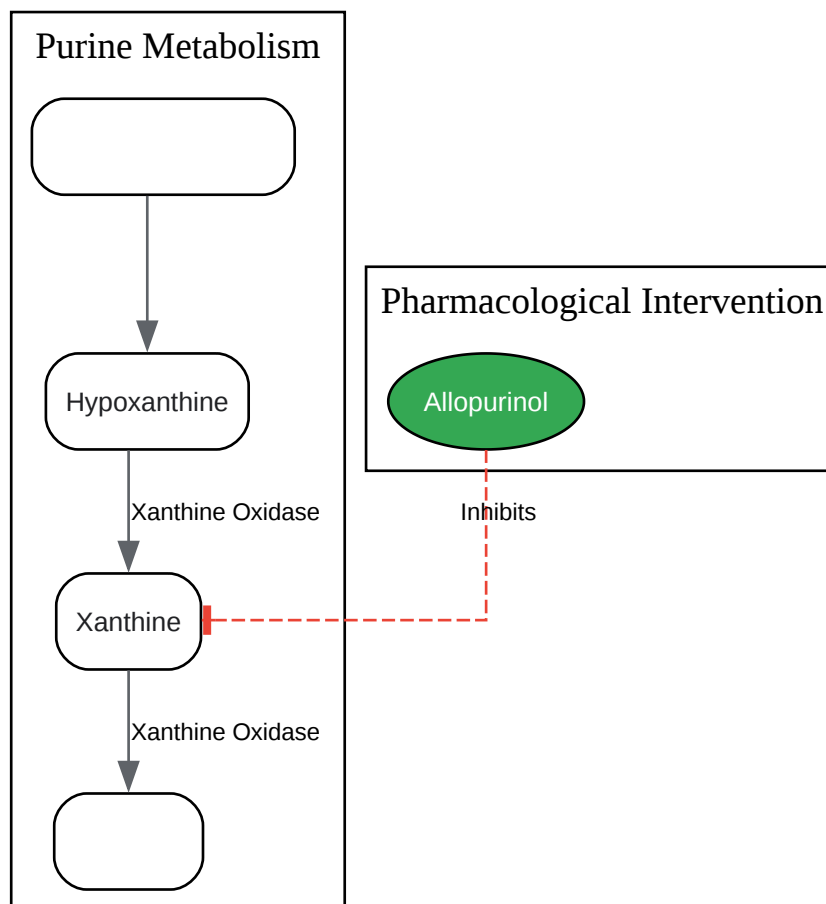 Purine Metabolism
Pharmacological Intervention
Hypoxanthine
Allopurinol
Xanthine Oxidase
Inhibits
Xanthine
Xanthine Oxidase